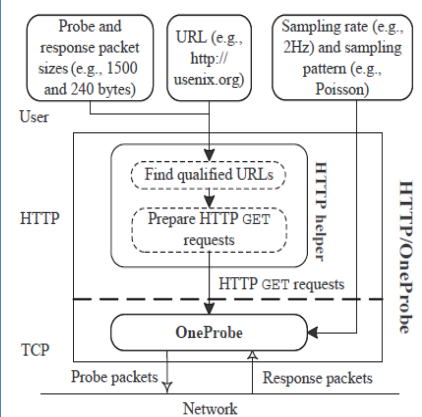 Probe and
response packet
sizes (e.g., 1500
and 240 bytes)
URL (e.g.,
http://
usenix.org)
Sampling rate (e.g.,
2Hz) and sampling
pattern (e.g.,
Poisson)
User
HTTP
Find qualified URLs
Prepare HTTP GET
requests
HTTP helper
HTTP/OneProbe
HTTP GET requests
OneProbe
TCP
Probe packets
Response packets
Network